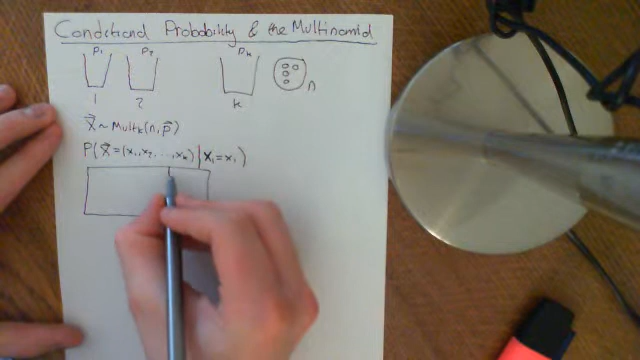 Conditional Probability & the Multinomial
P₁ P₂ Pₖ
1 2 k n
X⃗ ~ Multₖ(n, p⃗)
P(X⃗ = (x₁, x₂, ..., xₖ) | X₁ = x₁)